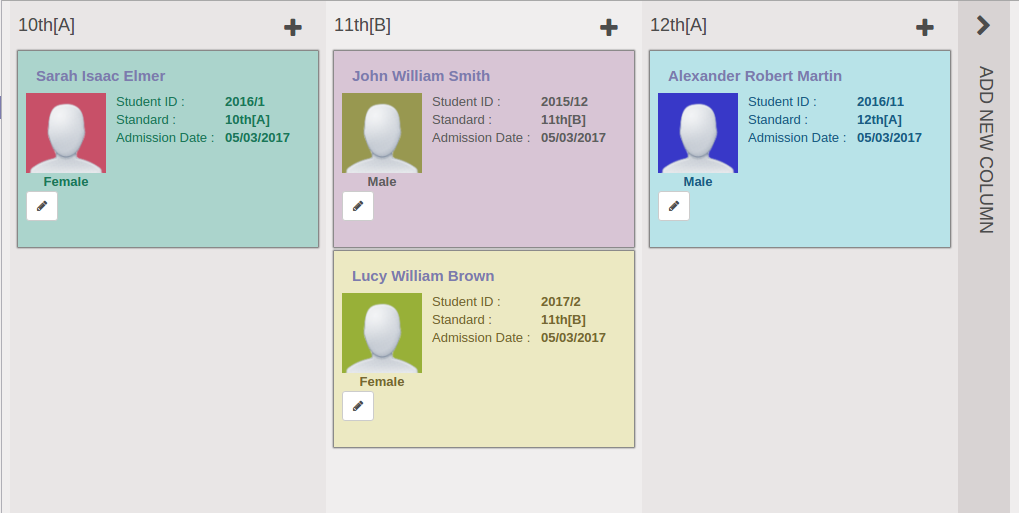 10th[A]
Sarah Isaac Elmer
Student ID : 2016/1
Standard : 10th[A]
Admission Date : 05/03/2017
Female
11th[B]
John William Smith
Student ID : 2015/12
Standard : 11th[B]
Admission Date : 05/03/2017
Male
Lucy William Brown
Student ID : 2017/2
Standard : 11th[B]
Admission Date : 05/03/2017
Female
12th[A]
Alexander Robert Martin
Student ID : 2016/11
Standard : 12th[A]
Admission Date : 05/03/2017
Male
ADD NEW COLUMN